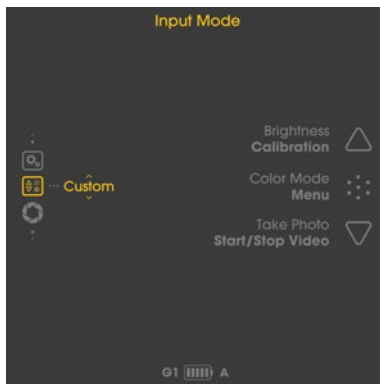 Input Mode
Brightness
Calibration
Custom
Color Mode
Menu
Take Photo
Start/Stop Video
G1 A